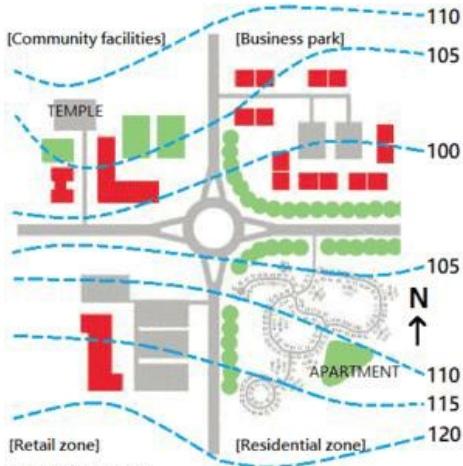 110
[Community facilities]
[Business park]
105
TEMPLE
100
105
N
APARTMENT
110
115
120
[Retail zone]
[Residential zone]